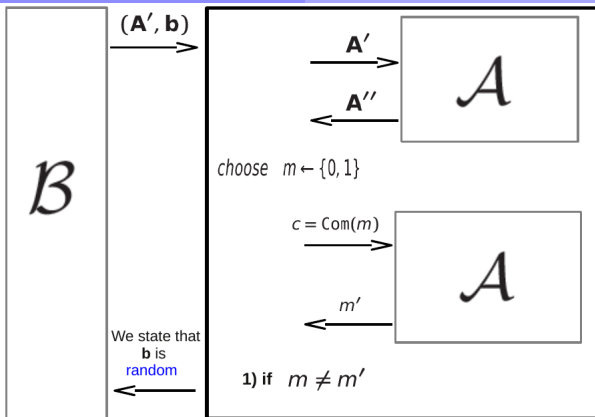 (A′, b)
A′
𝒜
A′′
choose m ← {0, 1}
ℬ
c = Com(m)
𝒜
m′
We state that
b is
random
1) if m ≠ m′